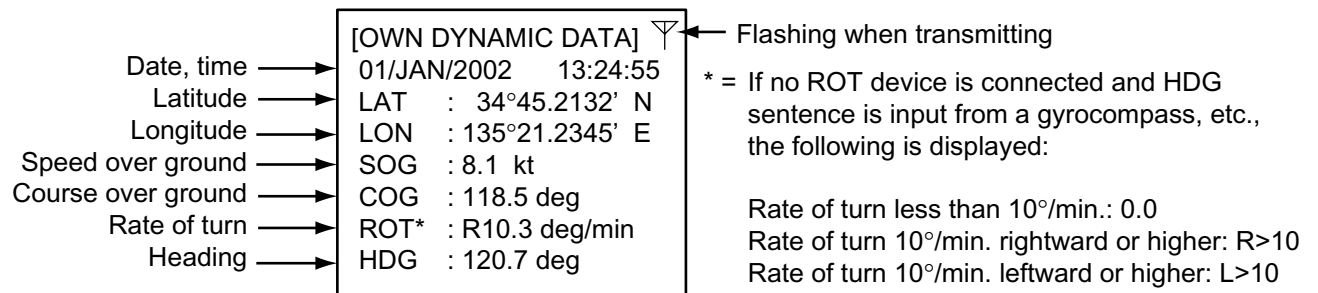 Date, time
Latitude
Longitude
Speed over ground
Course over ground
Rate of turn
Heading
[OWN DYNAMIC DATA]
01/JAN/2002 13:24:55
LAT : 34°45.2132’ N
LON : 135°21.2345’ E
SOG : 8.1 kt
COG : 118.5 deg
ROT* : R10.3 deg/min
HDG : 120.7 deg
Flashing when transmitting
* = If no ROT device is connected and HDG
sentence is input from a gyrocompass, etc.,
the following is displayed:
Rate of turn less than 10°/min.: 0.0
Rate of turn 10°/min. rightward or higher: R>10
Rate of turn 10°/min. leftward or higher: L>10